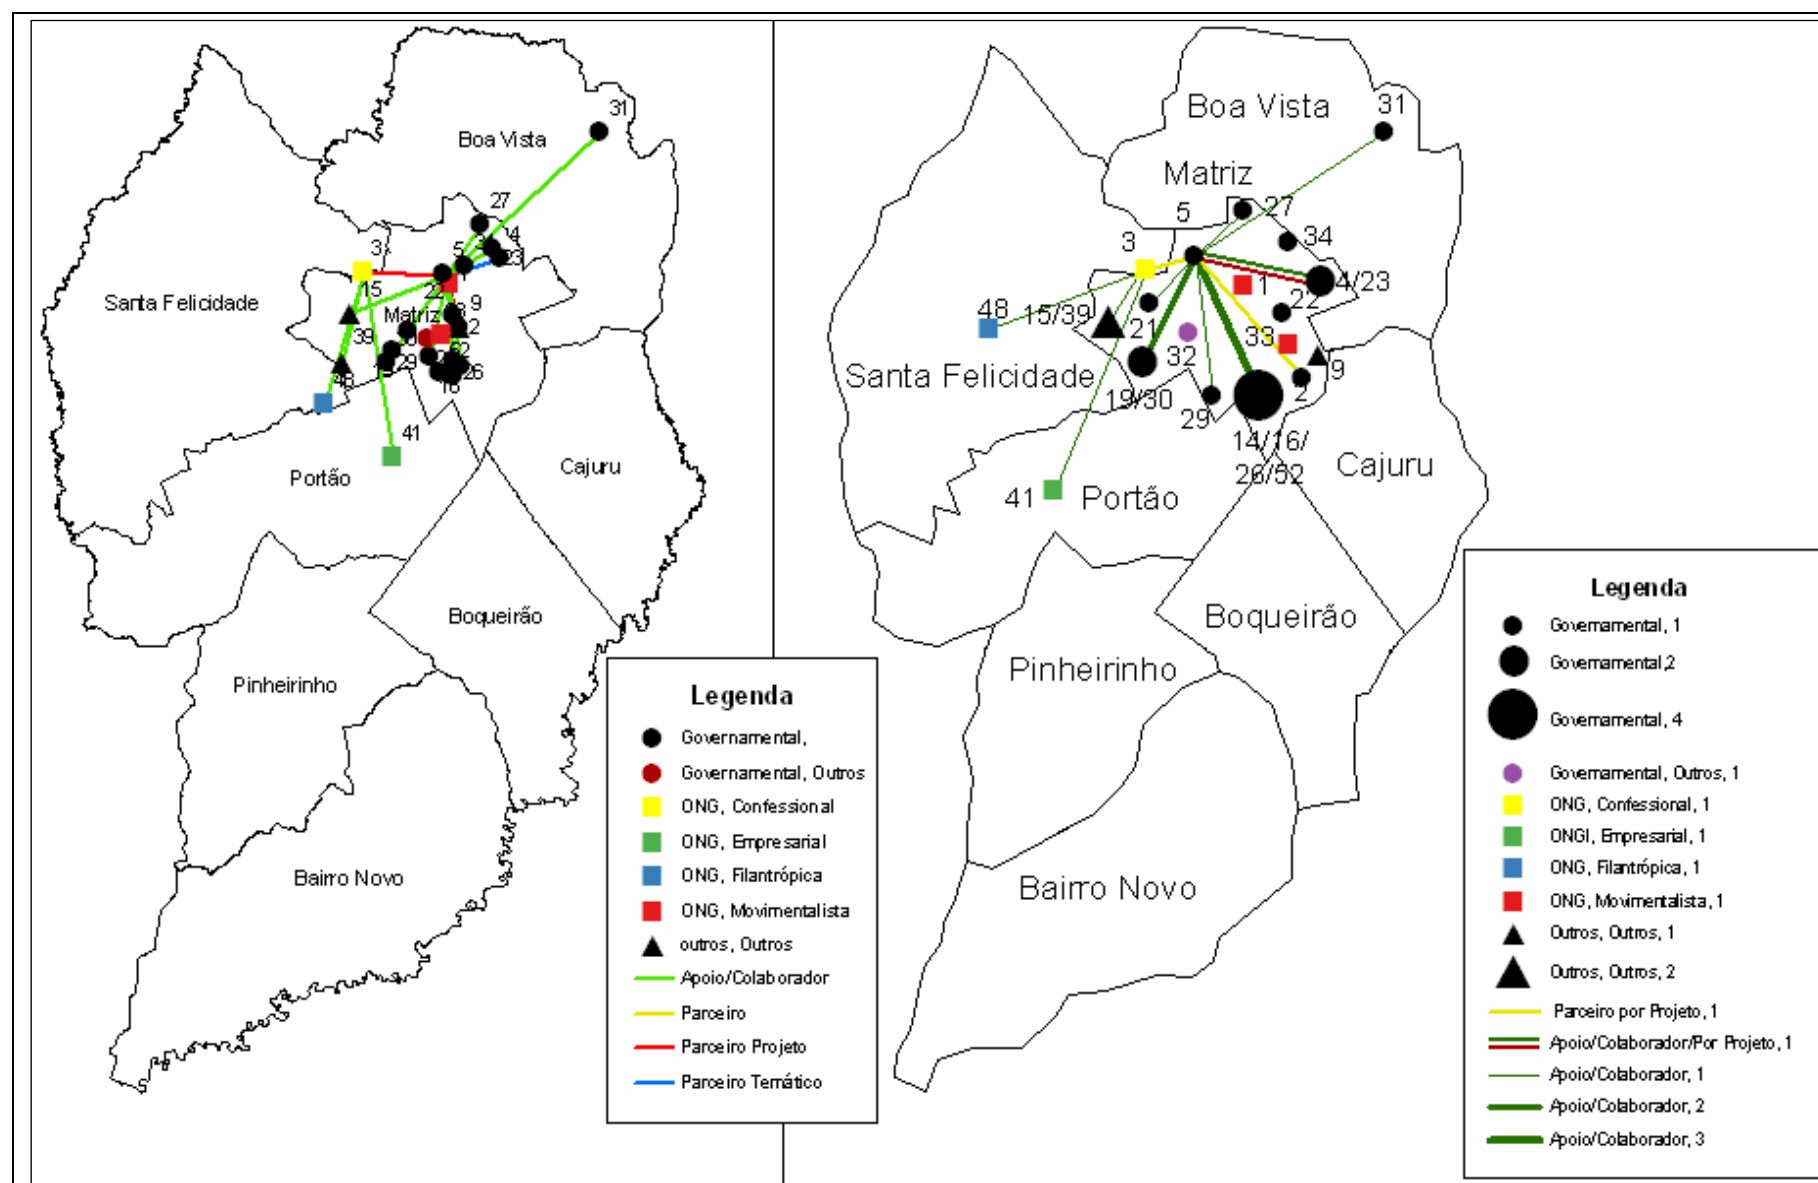 31
Boa Vista
27
5
3
23
3
15
Santa Felicidade
22
9
Matriz
39
29
26
48
16
41
Cajuru
Portão
Boqueirão
Pinheirinho
Bairro Novo
Legenda
Governamental,
Governamental, Outros
ONG, Confessional
ONG, Empresarial
ONG, Filantrópica
ONG, Movimentalista
outros, Outros
Apoio/Colaborador
Parceiro
Parceiro Projeto
Parceiro Temático
Boa Vista
31
Matriz
5
27
3
34
1
4/23
48
15/39
21
22
33
32
9
Santa Felicidade
19/30
29
2
14/16/
26/52
Cajuru
41
Portão
Boqueirão
Pinheirinho
Bairro Novo
Legenda
Governamental, 1
Governamental,2
Governamental, 4
Governamental, Outros, 1
ONG, Confessional, 1
ONGI, Empresarial, 1
ONG, Filantrópica, 1
ONG, Movimentalista, 1
Outros, Outros, 1
Outros, Outros, 2
Parceiro por Projeto, 1
Apoio/Colaborador/Por Projeto, 1
Apoio/Colaborador, 1
Apoio/Colaborador, 2
Apoio/Colaborador, 3